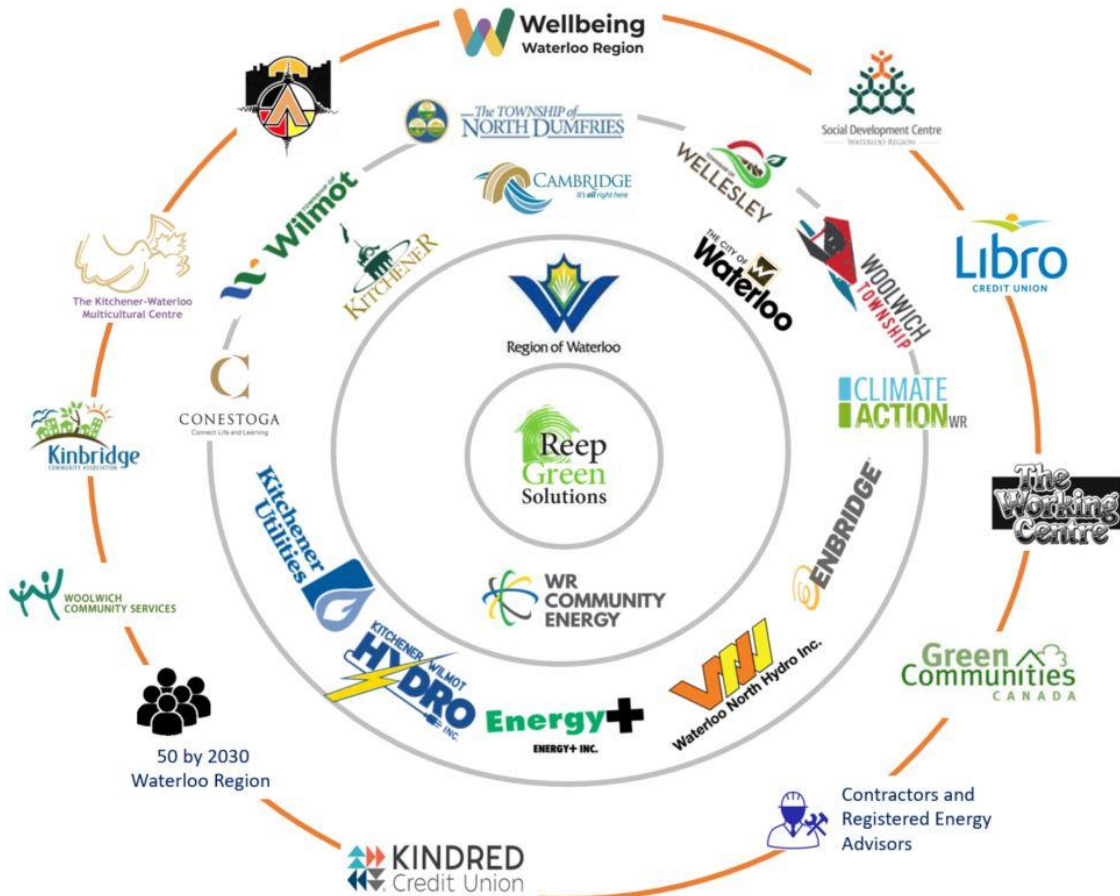 Wellbeing
Waterloo Region
Social Development Centre
WATERLOO REGION
The TOWNSHIP of
NORTH DUMFRIES
TOWNSHIP OF
WELLESLEY
TOWNSHIP OF
Wilmot
CAMBRIDGE
It's all right here
KITCHENER
THE CITY OF
Waterloo
WOOLWICH
TOWNSHIP
Libro
CREDIT UNION
The Kitchener-Waterloo
Multicultural Centre
Region of Waterloo
CONESTOGA
Connect Life and Learning
CLIMATE
ACTION WR
Kinbridge
COMMUNITY ASSOCIATION
Reep
Green
Solutions
The
Working
Centre
Kitchener
Utilities
ENBRIDGE
WOOLWICH
COMMUNITY SERVICES
WR
COMMUNITY
ENERGY
KITCHENER-WILMOT
HYDRO
INC.
Energy+
ENERGY+ INC.
Waterloo North Hydro Inc.
Green
Communities
CANADA
50 by 2030
Waterloo Region
Contractors and
Registered Energy
Advisors
KINDRED
Credit Union